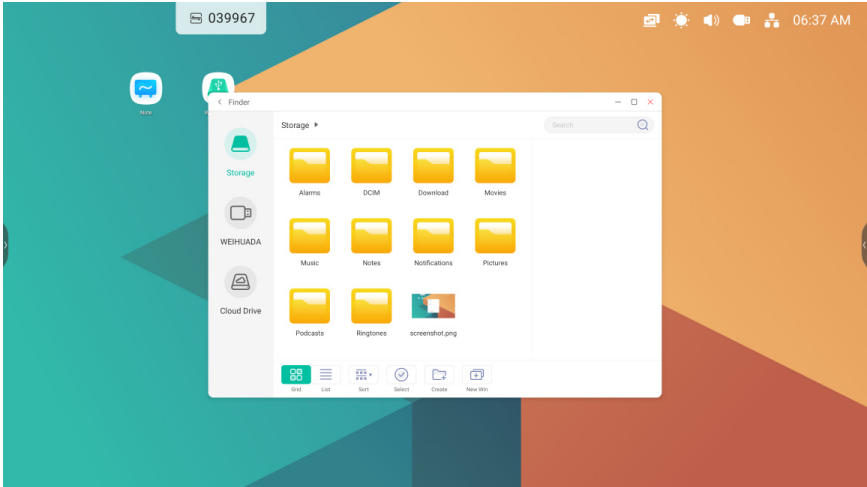 039967
06:37 AM
Note
Finder
Storage
Search
Storage
WEIHUADA
Cloud Drive
Alarms DCIM Download Movies
Music Notes Notifications Pictures
Podcasts Ringtones screenshot.png
Grid List Sort Select Create New Win